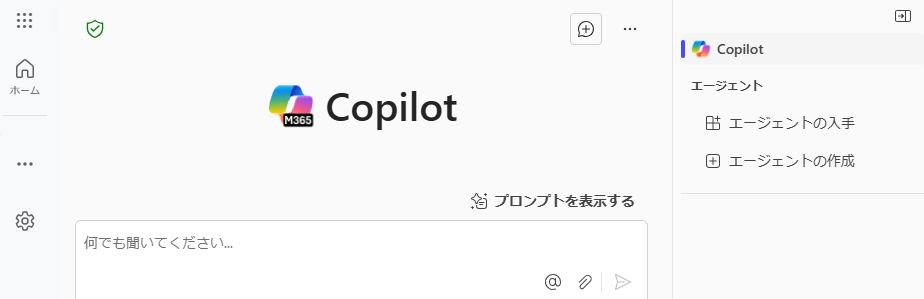 Copilot
ホーム
M365
Copilot
エージェント
エージェントの入手
エージェントの作成
プロンプトを表示する
何でも聞いてください...